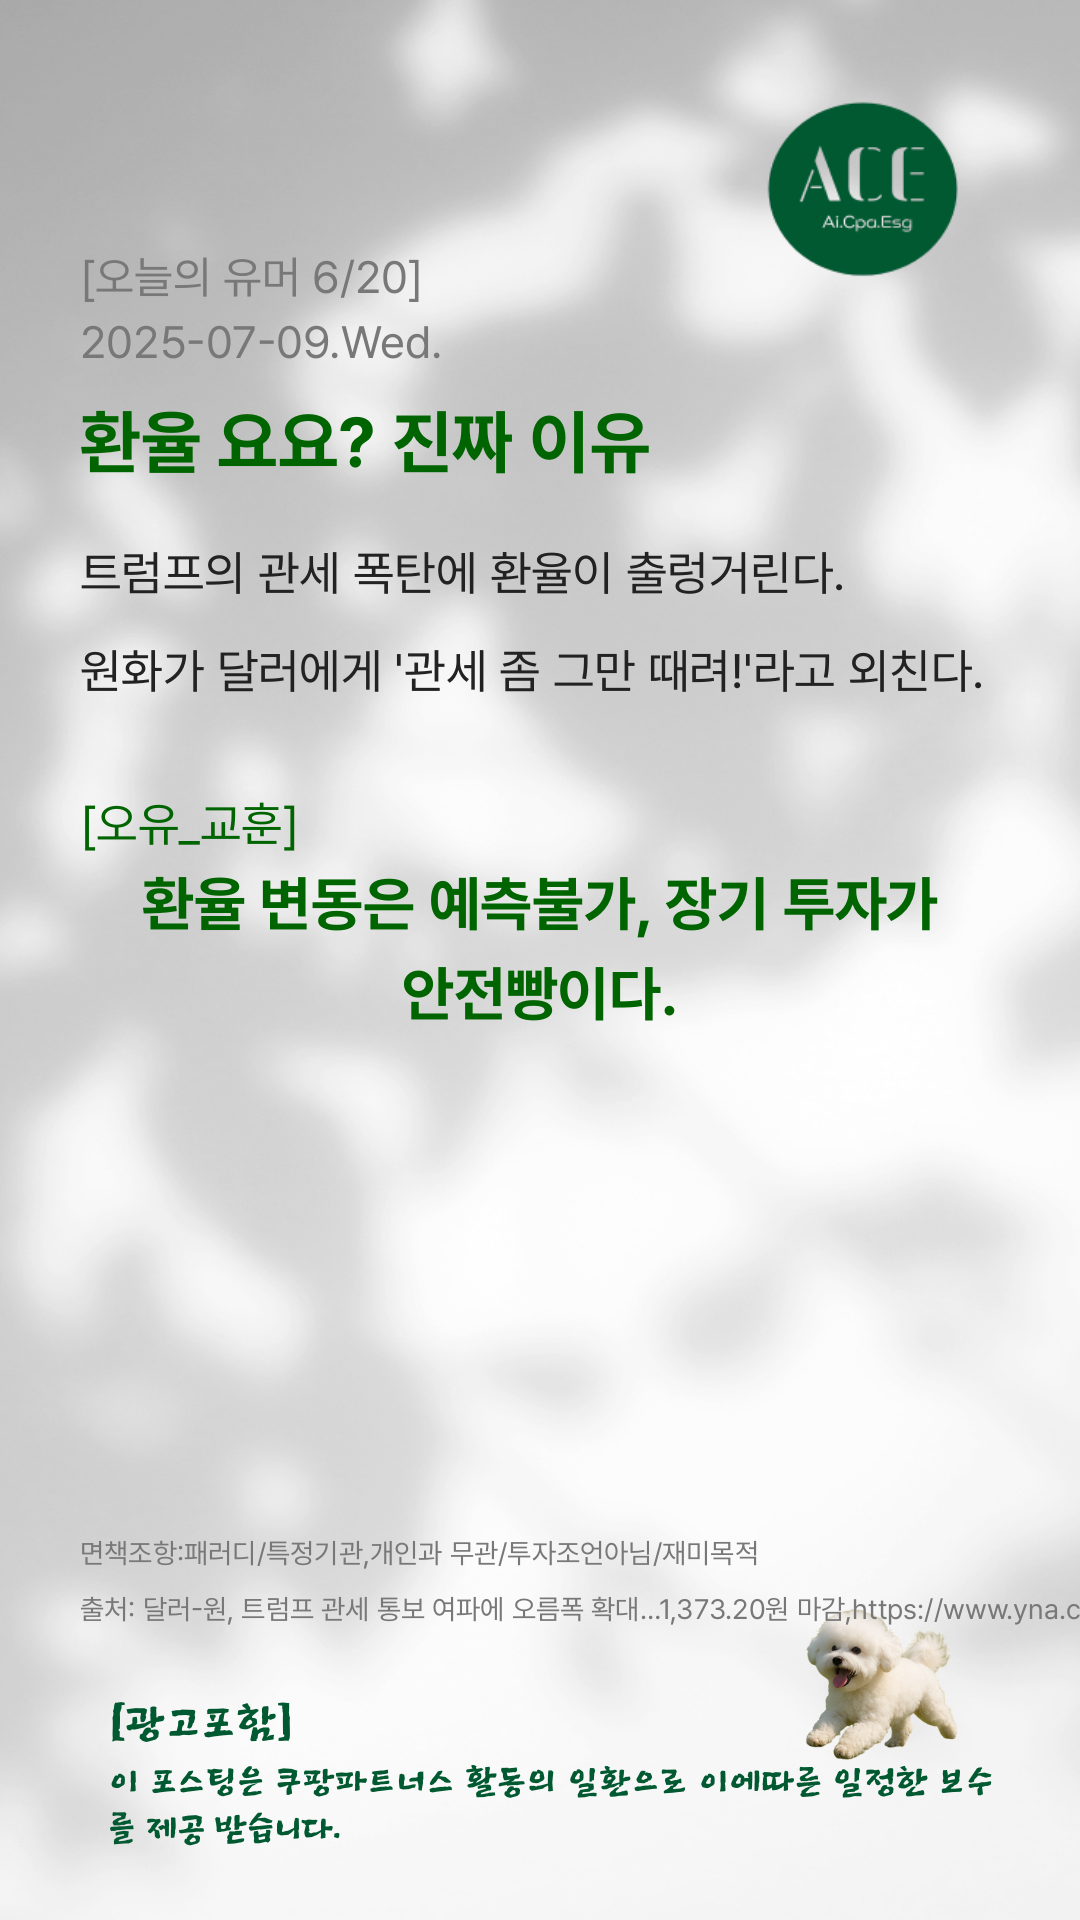 ACE
Ai.Cpa.Esg
[오늘의 유머 6/20]
2025-07-09.Wed.
환율 요요? 진짜 이유
트럼프의 관세 폭탄에 환율이 출렁거린다.
원화가 달러에게 '관세 좀 그만 때려!'라고 외친다.
[오유_교훈]
환율 변동은 예측불가, 장기 투자가
안전빵이다.
면책조항:패러디/특정기관,개인과 무관/투자조언아님/재미목적
출처: 달러-원, 트럼프 관세 통보 여파에 오름폭 확대...1,373.20원 마감,https://www.yna.c
[광고포함]
이 포스팅은 쿠팡파트너스 활동의 일환으로 이에따른 일정한 보수
를 제공 받습니다.